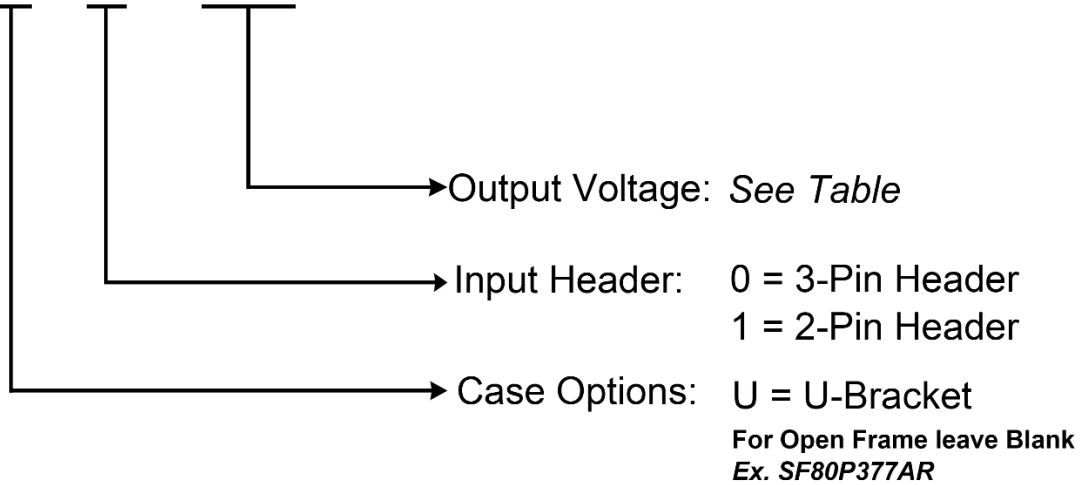 Output Voltage: See Table
Input Header: 0 = 3-Pin Header
1 = 2-Pin Header
Case Options: U = U-Bracket
For Open Frame leave Blank
Ex. SF80P377AR